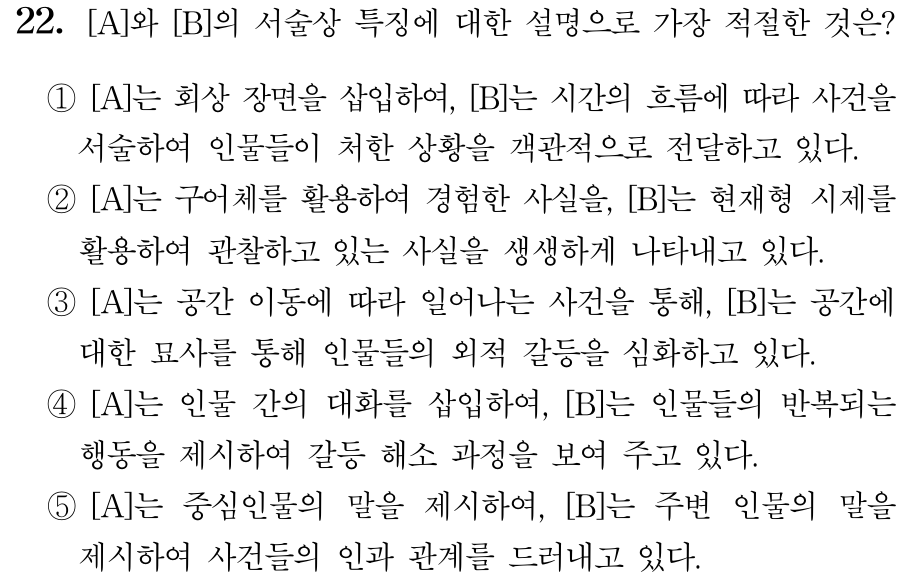 22. [A]와 [B]의 서술상 특징에 대한 설명으로 가장 적절한 것은?
① [A]는 회상 장면을 삽입하여, [B]는 시간의 흐름에 따라 사건을
서술하여 인물들이 처한 상황을 객관적으로 전달하고 있다.
② [A]는 구어체를 활용하여 경험한 사실을, [B]는 현재형 시제를
활용하여 관찰하고 있는 사실을 생생하게 나타내고 있다.
③ [A]는 공간 이동에 따라 일어나는 사건을 통해, [B]는 공간에
대한 묘사를 통해 인물들의 외적 갈등을 심화하고 있다.
④ [A]는 인물 간의 대화를 삽입하여, [B]는 인물들의 반복되는
행동을 제시하여 갈등 해소 과정을 보여 주고 있다.
⑤ [A]는 중심인물의 말을 제시하여, [B]는 주변 인물의 말을
제시하여 사건들의 인과 관계를 드러내고 있다.